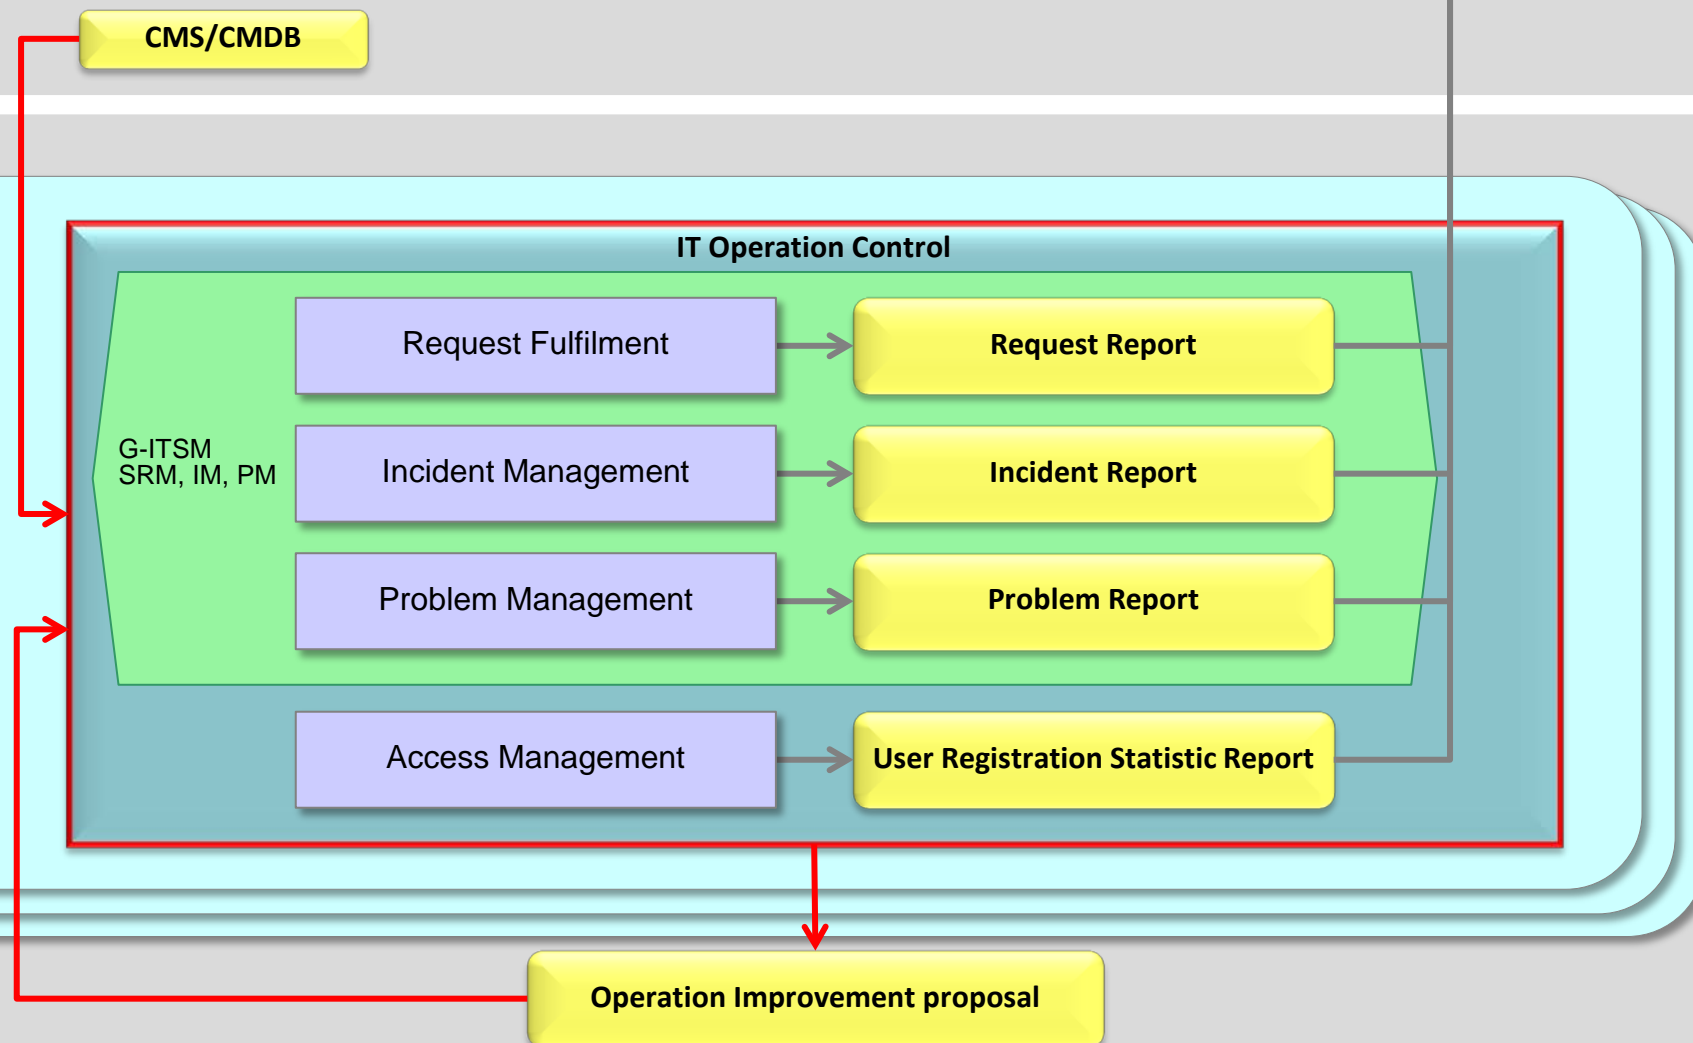 CMS/CMDB
IT Operation Control
Request Fulfilment
Request Report
G-ITSM
SRM, IM, PM
Incident Management
Incident Report
Problem Management
Problem Report
Access Management
User Registration Statistic Report
Operation Improvement proposal